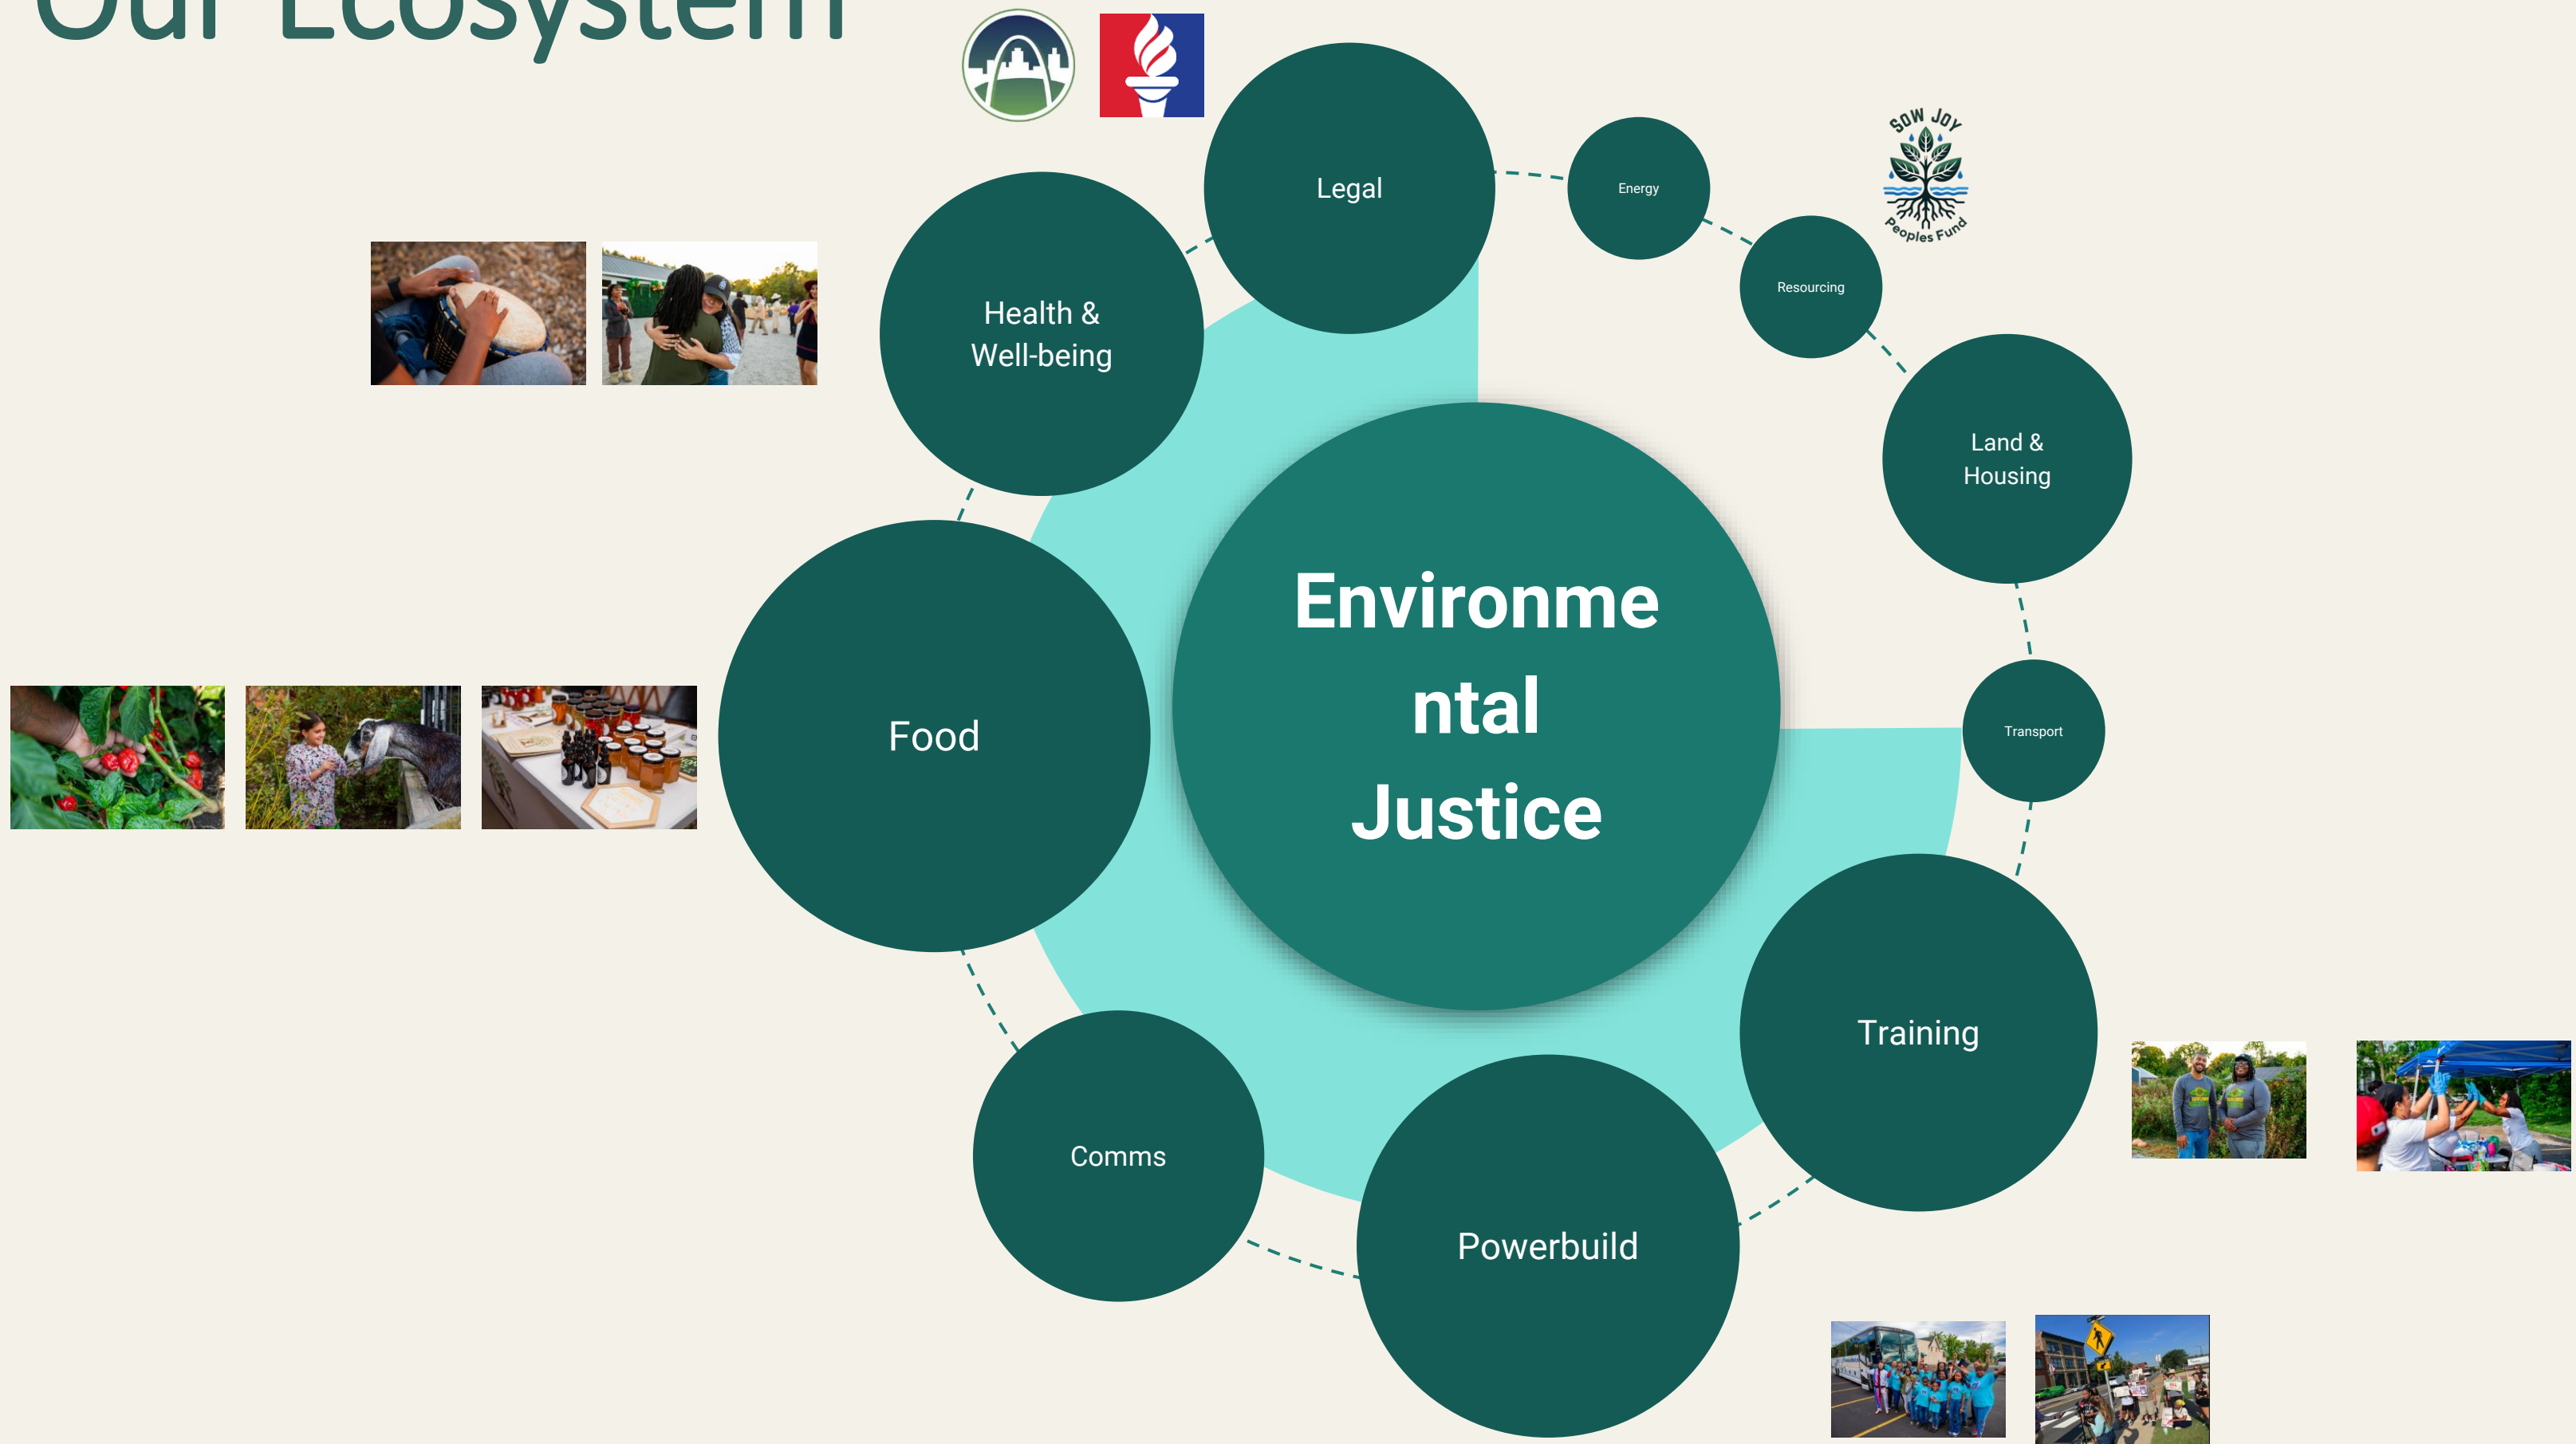 Our Ecosystem
SOW JOY
Peoples Fund
Legal
Energy
Resourcing
Health &
Well-being
Land &
Housing
Environme
ntal
Justice
Food
Transport
Training
Comms
Powerbuild